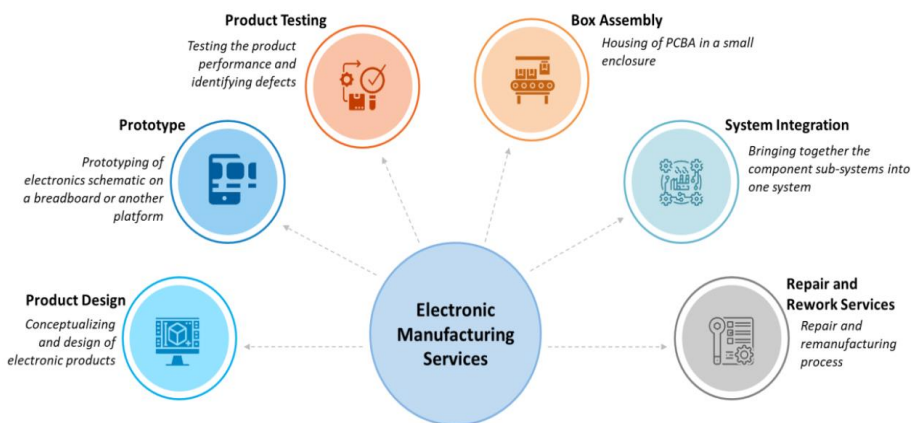 Product Testing
Testing the product
performance and
identifying defects
Box Assembly
Housing of PCBA in a small
enclosure
Prototype
Prototyping of
electronics schematic on
a breadboard or another
platform
System Integration
Bringing together the
component sub-systems into
one system
Product Design
Conceptualizing
and design of
electronic products
Electronic
Manufacturing
Services
Repair and
Rework Services
Repair and
remanufacturing
process